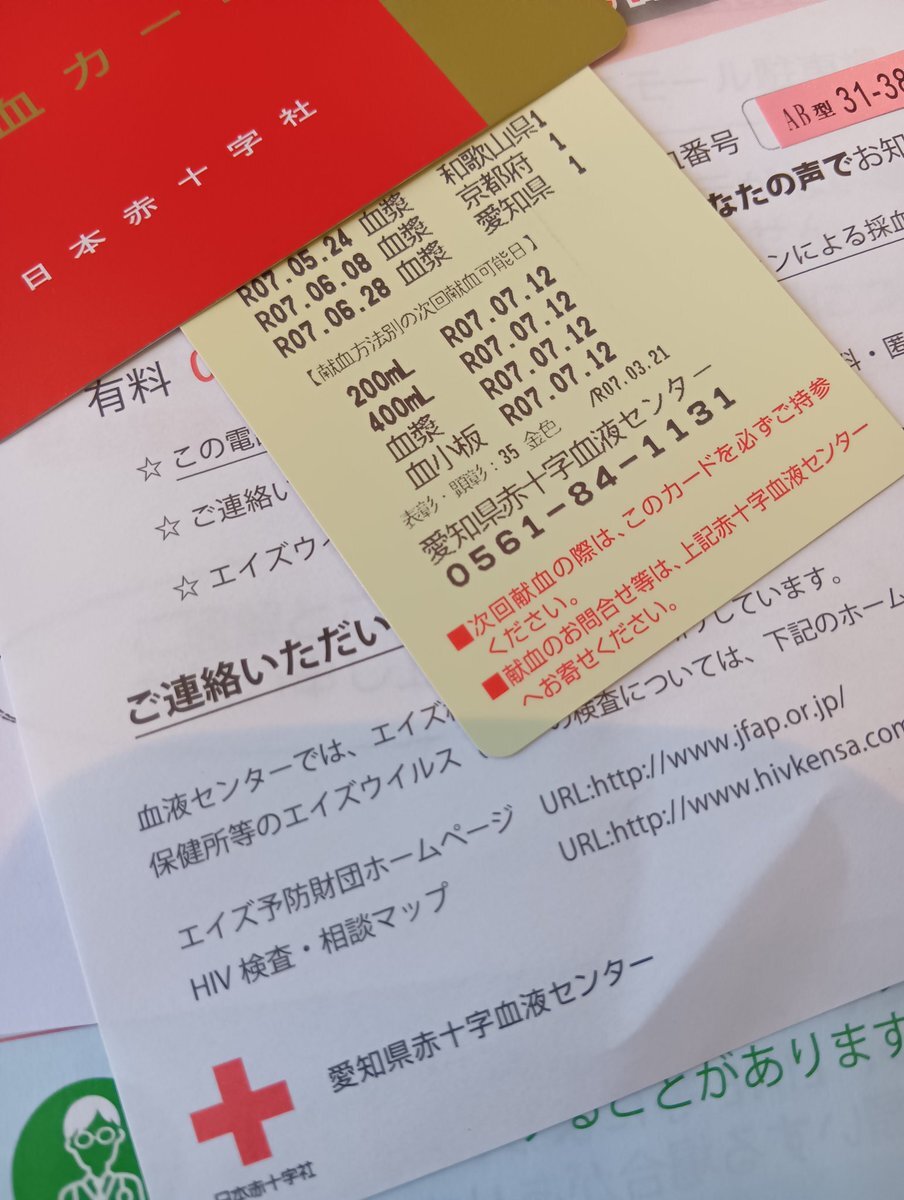 血カー
日本赤十字社
R07.05.24 血漿 和歌山県1
R07.06.08 血漿 京都府 1
R07.06.28 血漿 愛知県 1
【献血方法別の次回献血可能日】
200mL R07.07.12
400mL R07.07.12
血漿 R07.07.12
血小板 R07.07.12
表彰・顕彰：35 金色 /R07.03.21
愛知県赤十字血液センター
0561-84-1131
■次回献血の際は、このカードを必ずご持参
ください。
■献血のお問合せ等は、上記赤十字血液センター
へお寄せください。
番号 AB型 31-38
なたの声でお知
ンによる採血
料・匿
有料
☆ この電
☆ ご連絡い
☆ エイズウイ
ご連絡いただい
しています。
血液センターでは、エイズ
の検査については、下記のホーム
保健所等のエイズウイルス
エイズ予防財団ホームページ URL:http://www.jfap.or.jp/
HIV 検査・相談マップ URL:http://www.hivkensa.com
愛知県赤十字血液センター
日本赤十字社
ることがあります